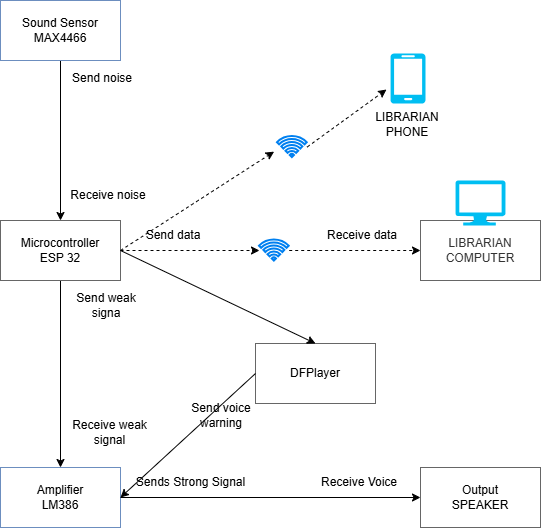 Sound Sensor
MAX4466
Send noise
LIBRARIAN
PHONE
Receive noise
Send data
Receive data
Microcontroller
ESP 32
LIBRARIAN
COMPUTER
Send weak
signa
DFPlayer
Send voice
warning
Receive weak
signal
Amplifier
LM386
Sends Strong Signal
Receive Voice
Output
SPEAKER